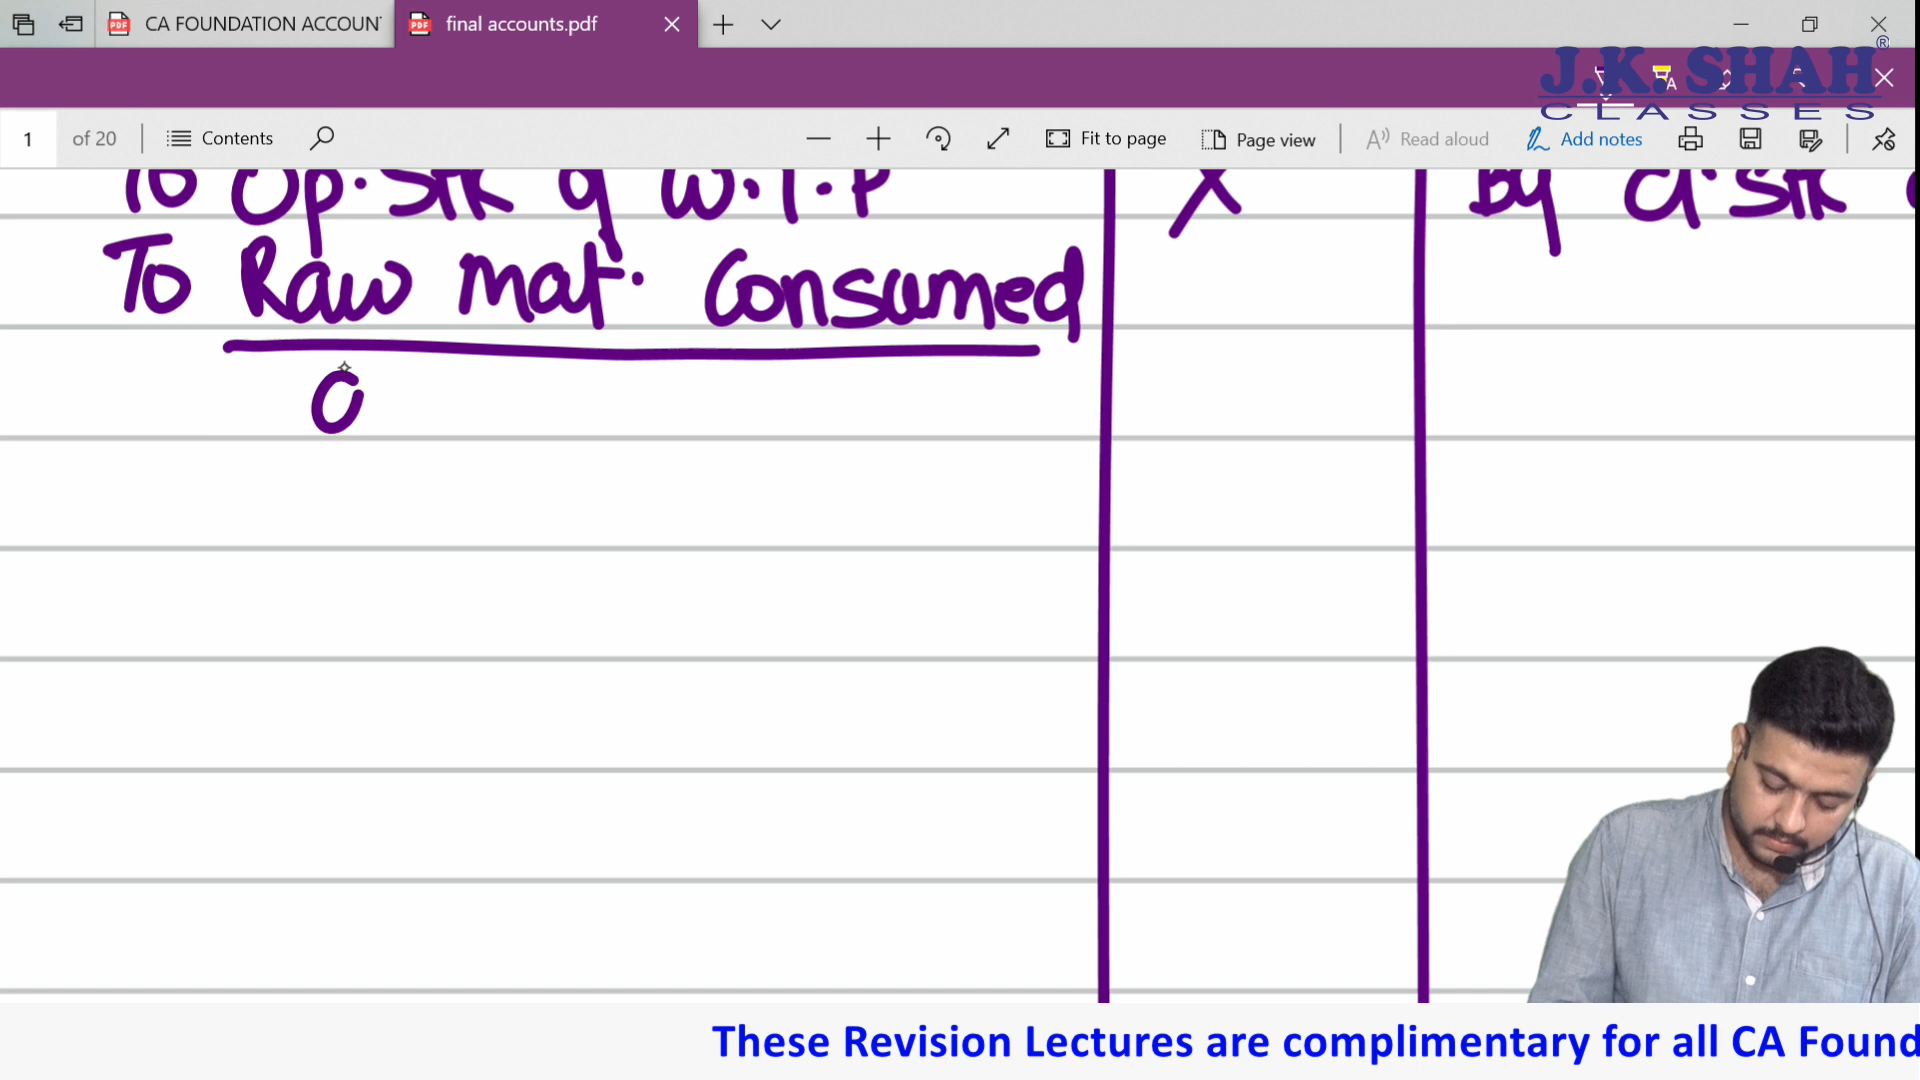 CA FOUNDATION ACCOUN
final accounts.pdf
J.K. SHAH®
CLASSES
1 of 20 Contents Fit to page Page view Read aloud Add notes
To Op. Stk of W.I.P X By Cl. Stk
To Raw mat. Consumed
O
These Revision Lectures are complimentary for all CA Found